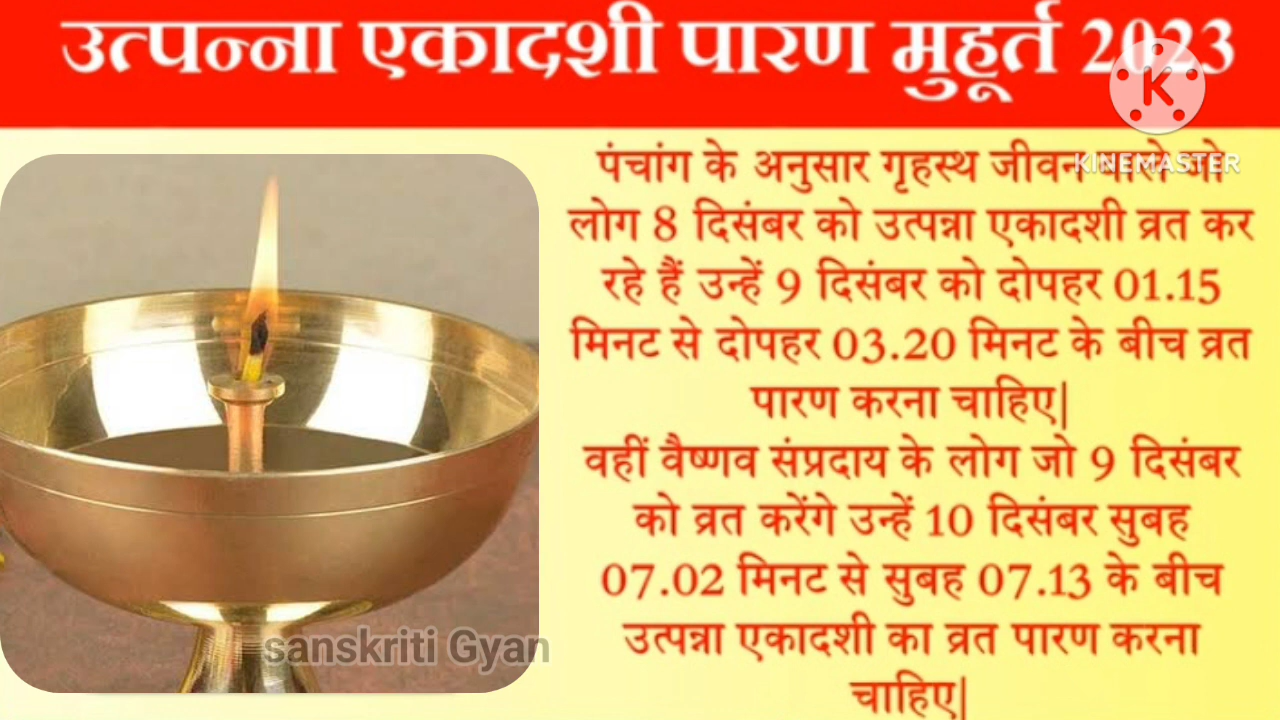 उत्पन्ना एकादशी पारण मुहूर्त 2023
K
KINEMASTER
पंचांग के अनुसार गृहस्थ जीवन वाले जो
लोग 8 दिसंबर को उत्पन्ना एकादशी व्रत कर
रहे हैं उन्हें 9 दिसंबर को दोपहर 01.15
मिनट से दोपहर 03.20 मिनट के बीच व्रत
पारण करना चाहिए|
वहीं वैष्णव संप्रदाय के लोग जो 9 दिसंबर
को व्रत करेंगे उन्हें 10 दिसंबर सुबह
07.02 मिनट से सुबह 07.13 के बीच
उत्पन्ना एकादशी का व्रत पारण करना
चाहिए|
sanskriti Gyan